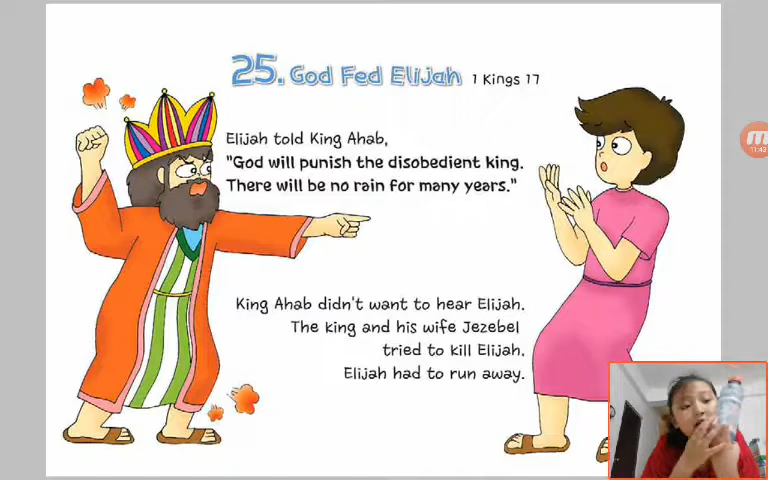 25. God Fed Elijah 1 Kings 17
Elijah told King Ahab,
"God will punish the disobedient king.
There will be no rain for many years."
King Ahab didn't want to hear Elijah.
The king and his wife Jezebel
tried to kill Elijah.
Elijah had to run away.
11:43